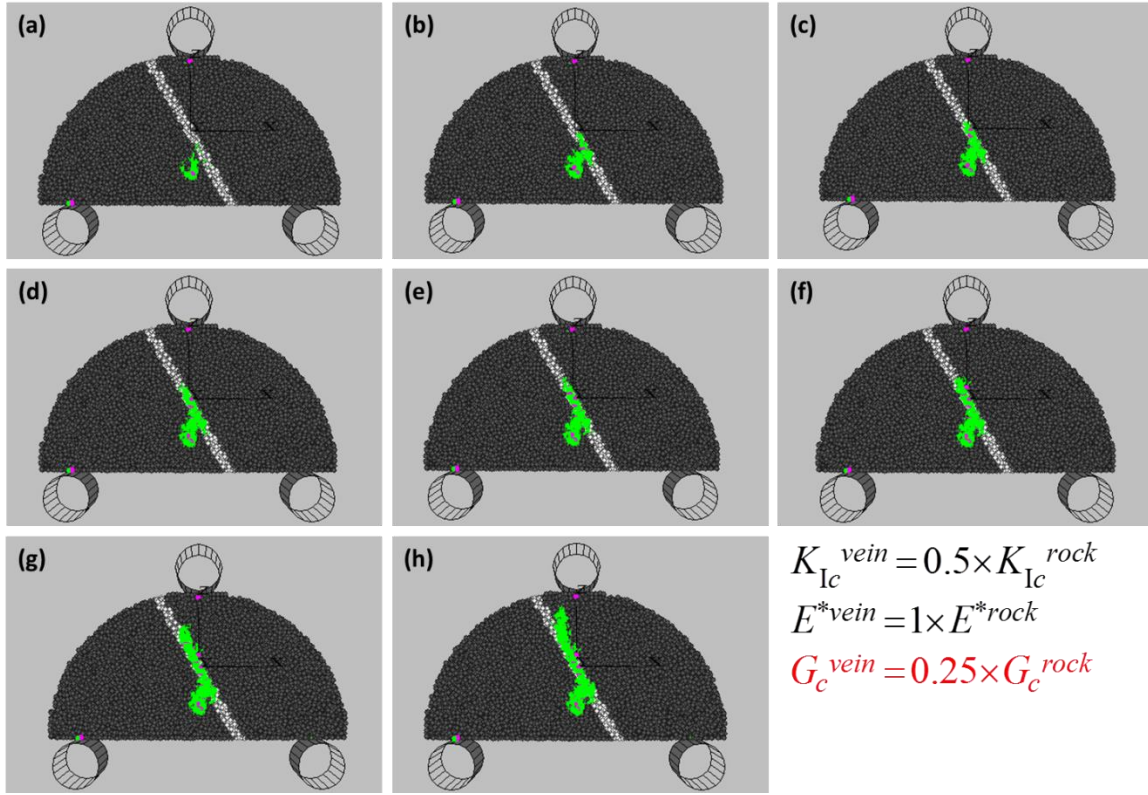 (a)
(b)
(c)
(d)
(e)
(f)
(g)
(h)
K_Ic^vein = 0.5 × K_Ic^rock
E^*vein = 1 × E^*rock
G_c^vein = 0.25 × G_c^rock